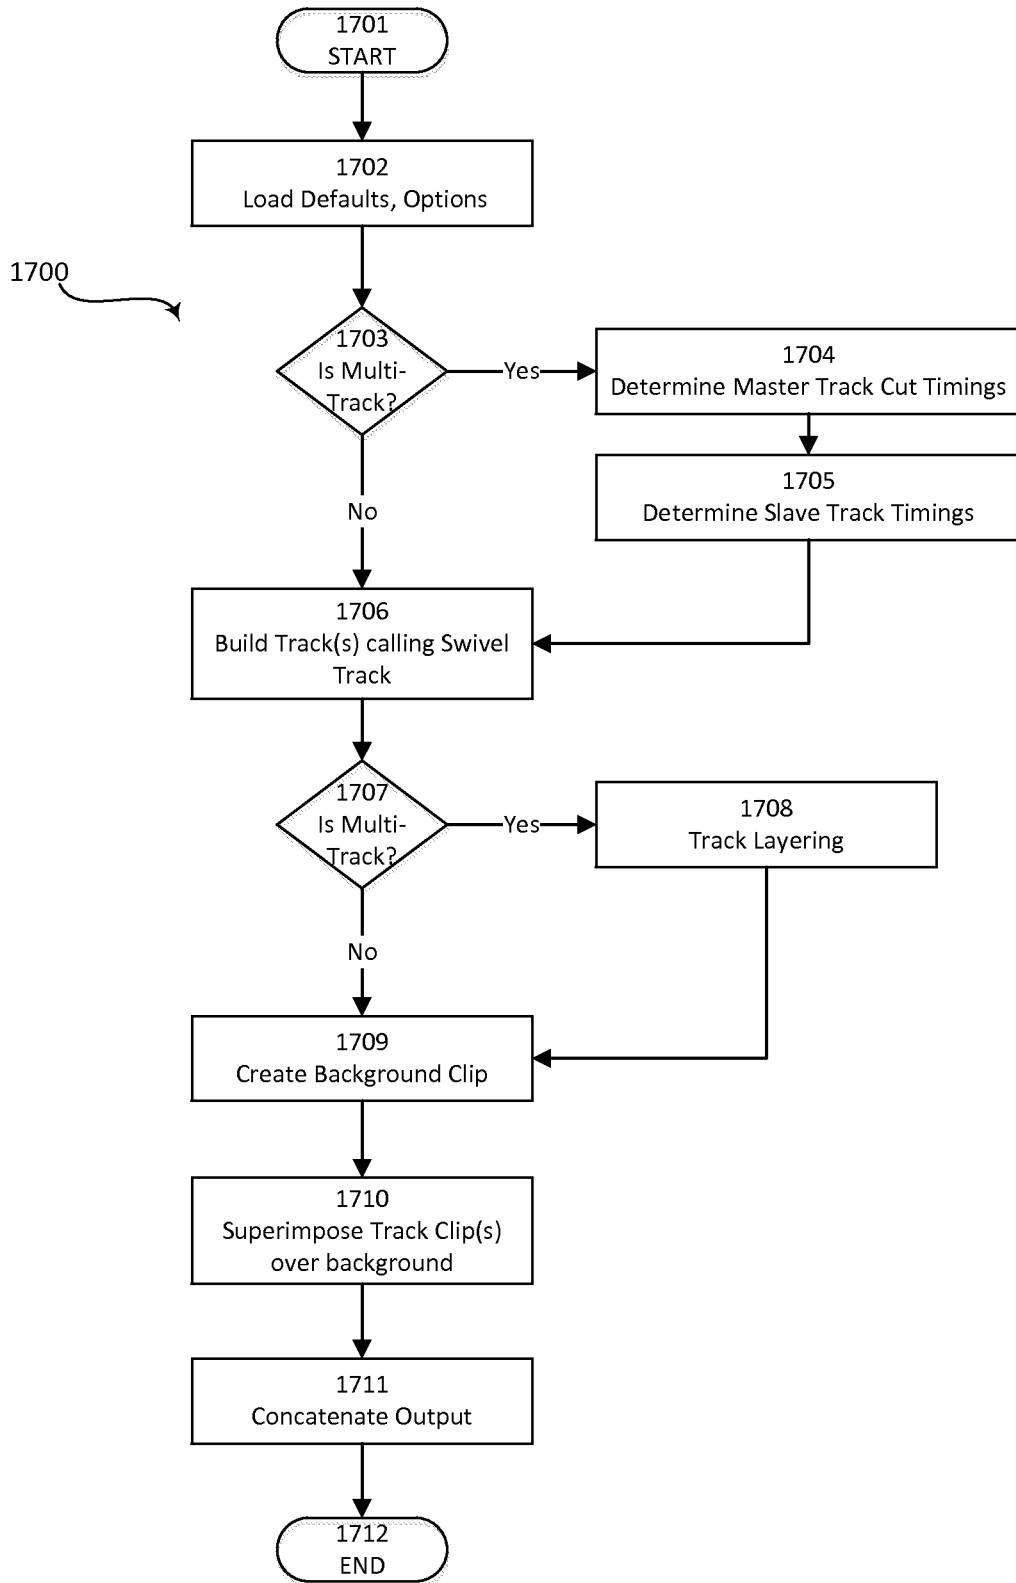 1701
START
1702
Load Defaults, Options
1700
1703
Is Multi-
Track?
Yes
1704
Determine Master Track Cut Timings
1705
Determine Slave Track Timings
No
1706
Build Track(s) calling Swivel
Track
1707
Is Multi-
Track?
Yes
1708
Track Layering
No
1709
Create Background Clip
1710
Superimpose Track Clip(s)
over background
1711
Concatenate Output
1712
END